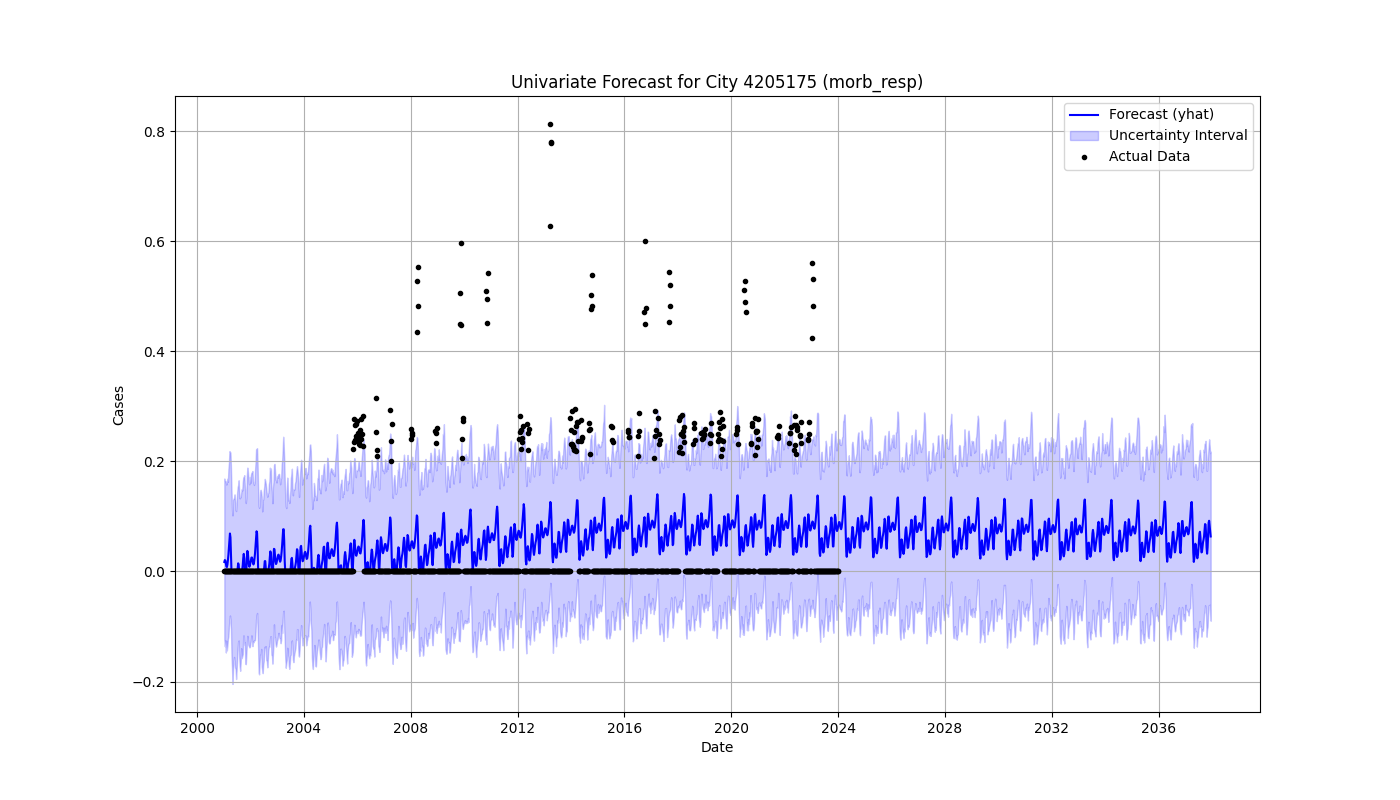 Univariate Forecast for City 4205175 (morb_resp)
Forecast (yhat)
Uncertainty Interval
Actual Data
Cases
0.8
0.6
0.4
0.2
0.0
−0.2
2000 2004 2008 2012 2016 2020 2024 2028 2032 2036
Date